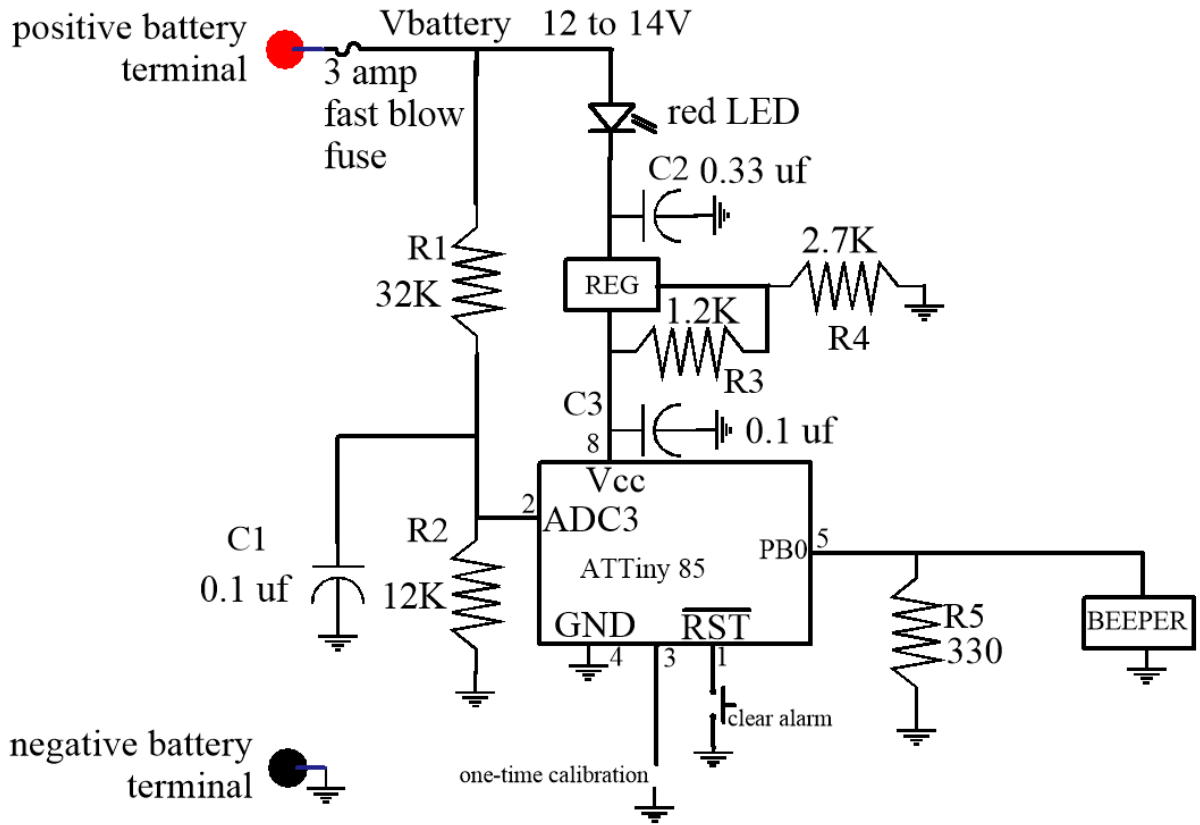 positive battery
terminal
Vbattery 12 to 14V
3 amp
fast blow
fuse
red LED
C2 0.33 uf
R1
32K
REG
2.7K
R4
1.2K
R3
C3
0.1 uf
8
Vcc
2
ADC3
PB0
5
ATTiny 85
C1
0.1 uf
R2
12K
GND
RST
4
3
1
R5
330
BEEPER
clear alarm
one-time calibration
negative battery
terminal